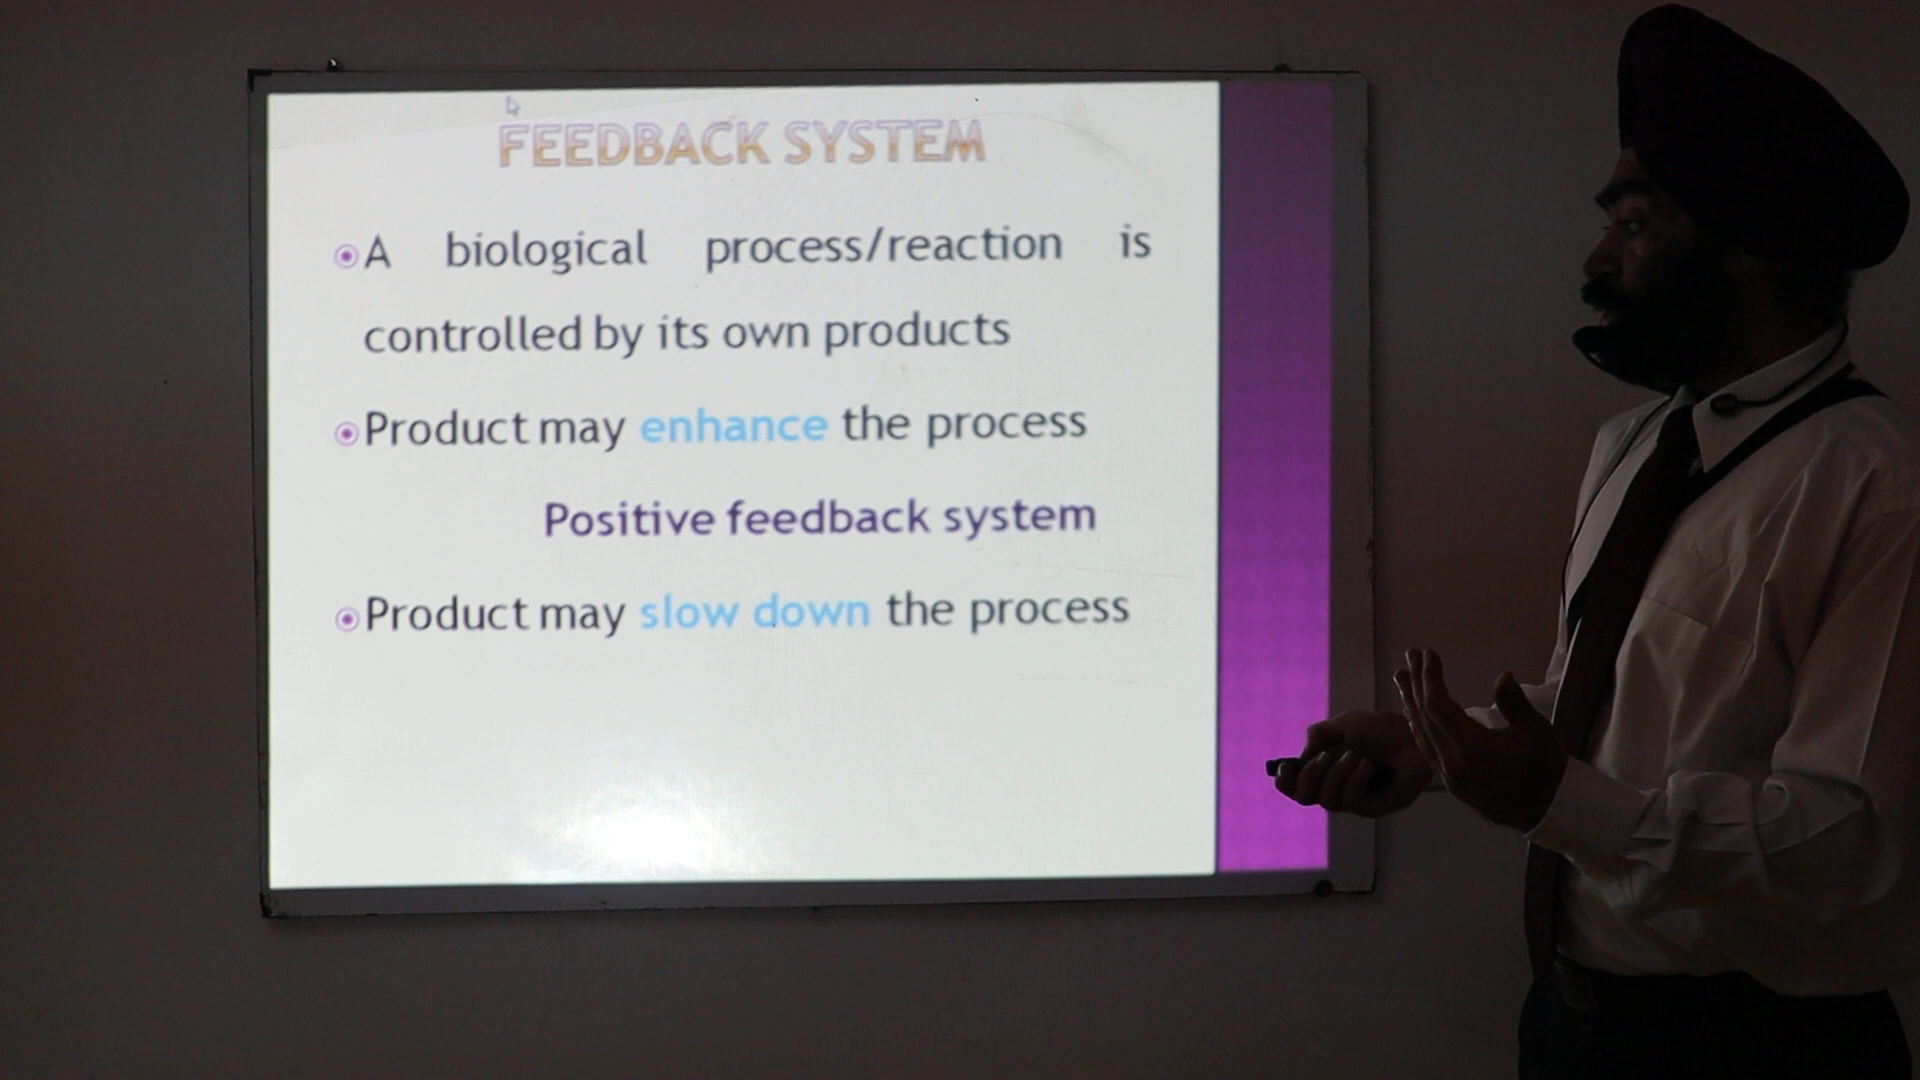 FEEDBACK SYSTEM
A biological process/reaction is
controlled by its own products
Product may enhance the process
Positive feedback system
Product may slow down the process